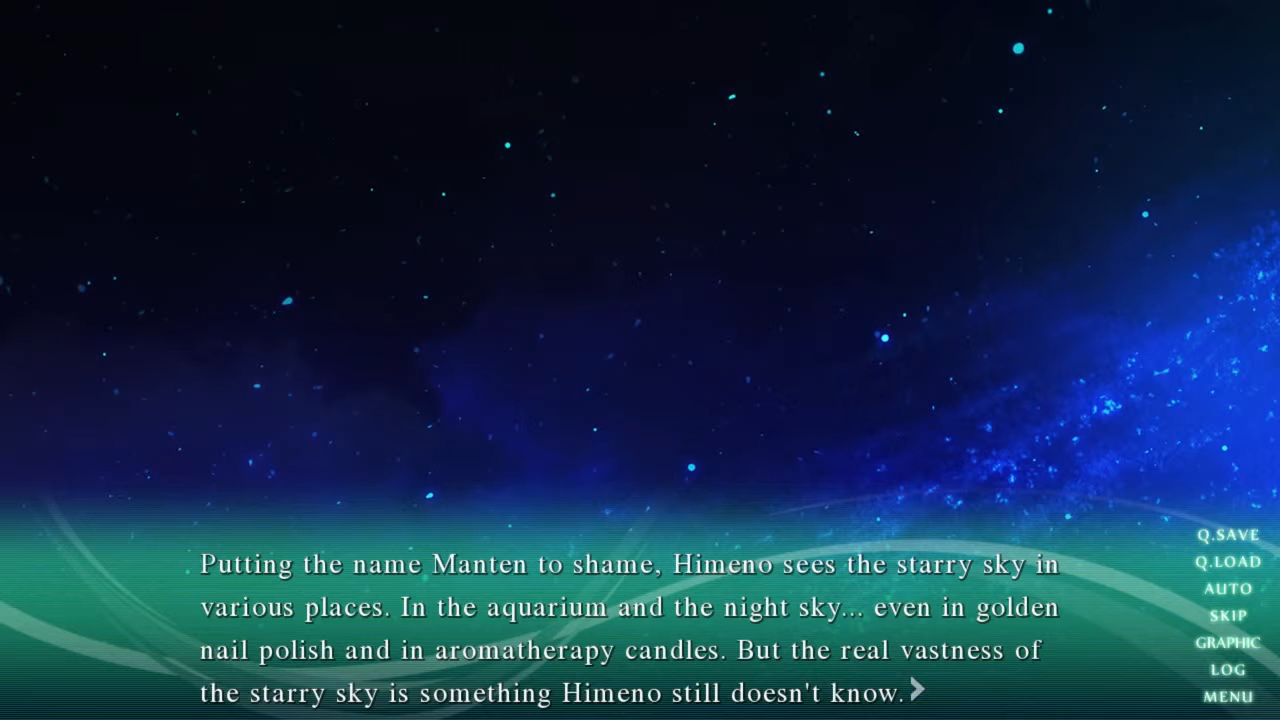 Putting the name Manten to shame, Himeno sees the starry sky in
various places. In the aquarium and the night sky... even in golden
nail polish and in aromatherapy candles. But the real vastness of
the starry sky is something Himeno still doesn't know.
Q.SAVE
Q.LOAD
AUTO
SKIP
GRAPHIC
LOG
MENU